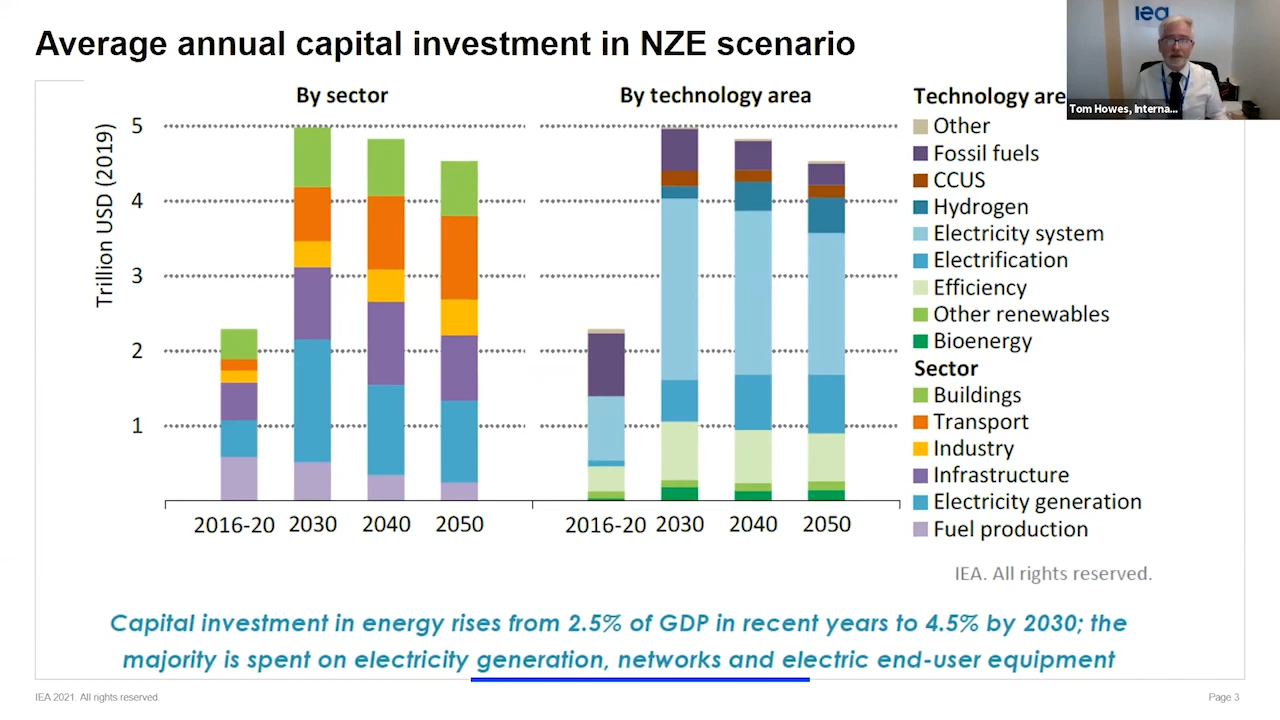 Average annual capital investment in NZE scenario
iea
Tom Howes, Interna...
By sector
By technology area
Trillion USD (2019)
5
4
3
2
1
2016-20 2030 2040 2050
2016-20 2030 2040 2050
Technology are
Other
Fossil fuels
CCUS
Hydrogen
Electricity system
Electrification
Efficiency
Other renewables
Bioenergy
Sector
Buildings
Transport
Industry
Infrastructure
Electricity generation
Fuel production
IEA. All rights reserved.
Capital investment in energy rises from 2.5% of GDP in recent years to 4.5% by 2030; the
majority is spent on electricity generation, networks and electric end-user equipment
IEA 2021. All rights reserved.
Page 3